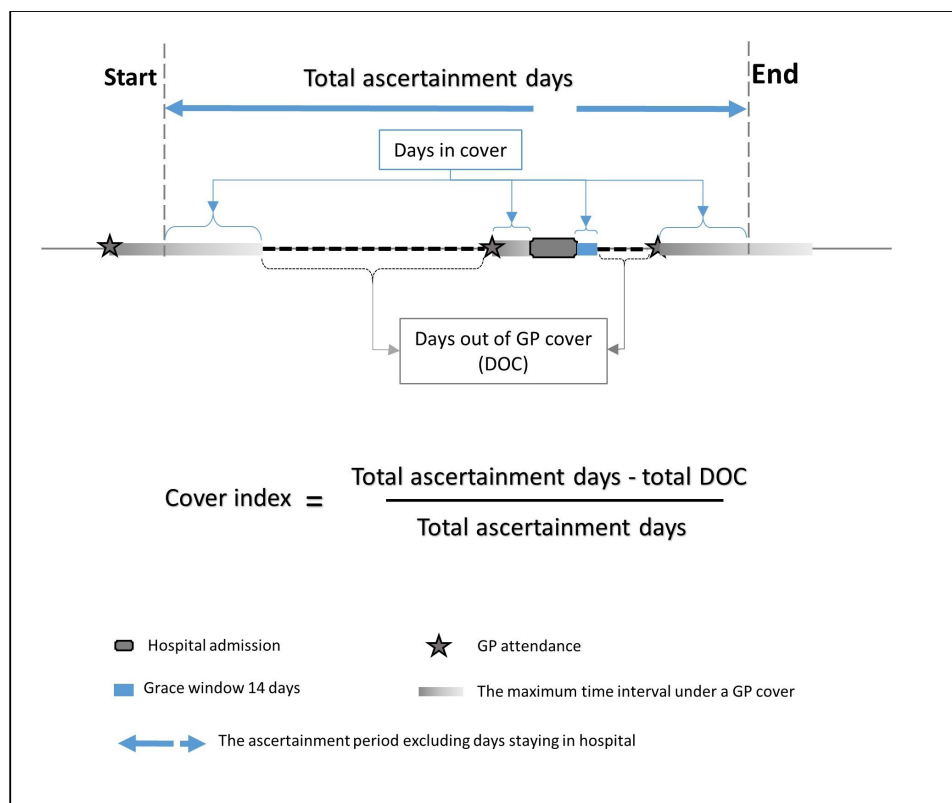 Start
Total ascertainment days
End
Days in cover
Days out of GP cover
(DOC)
Cover index = Total ascertainment days - total DOC
Total ascertainment days
Hospital admission
GP attendance
Grace window 14 days
The maximum time interval under a GP cover
The ascertainment period excluding days staying in hospital